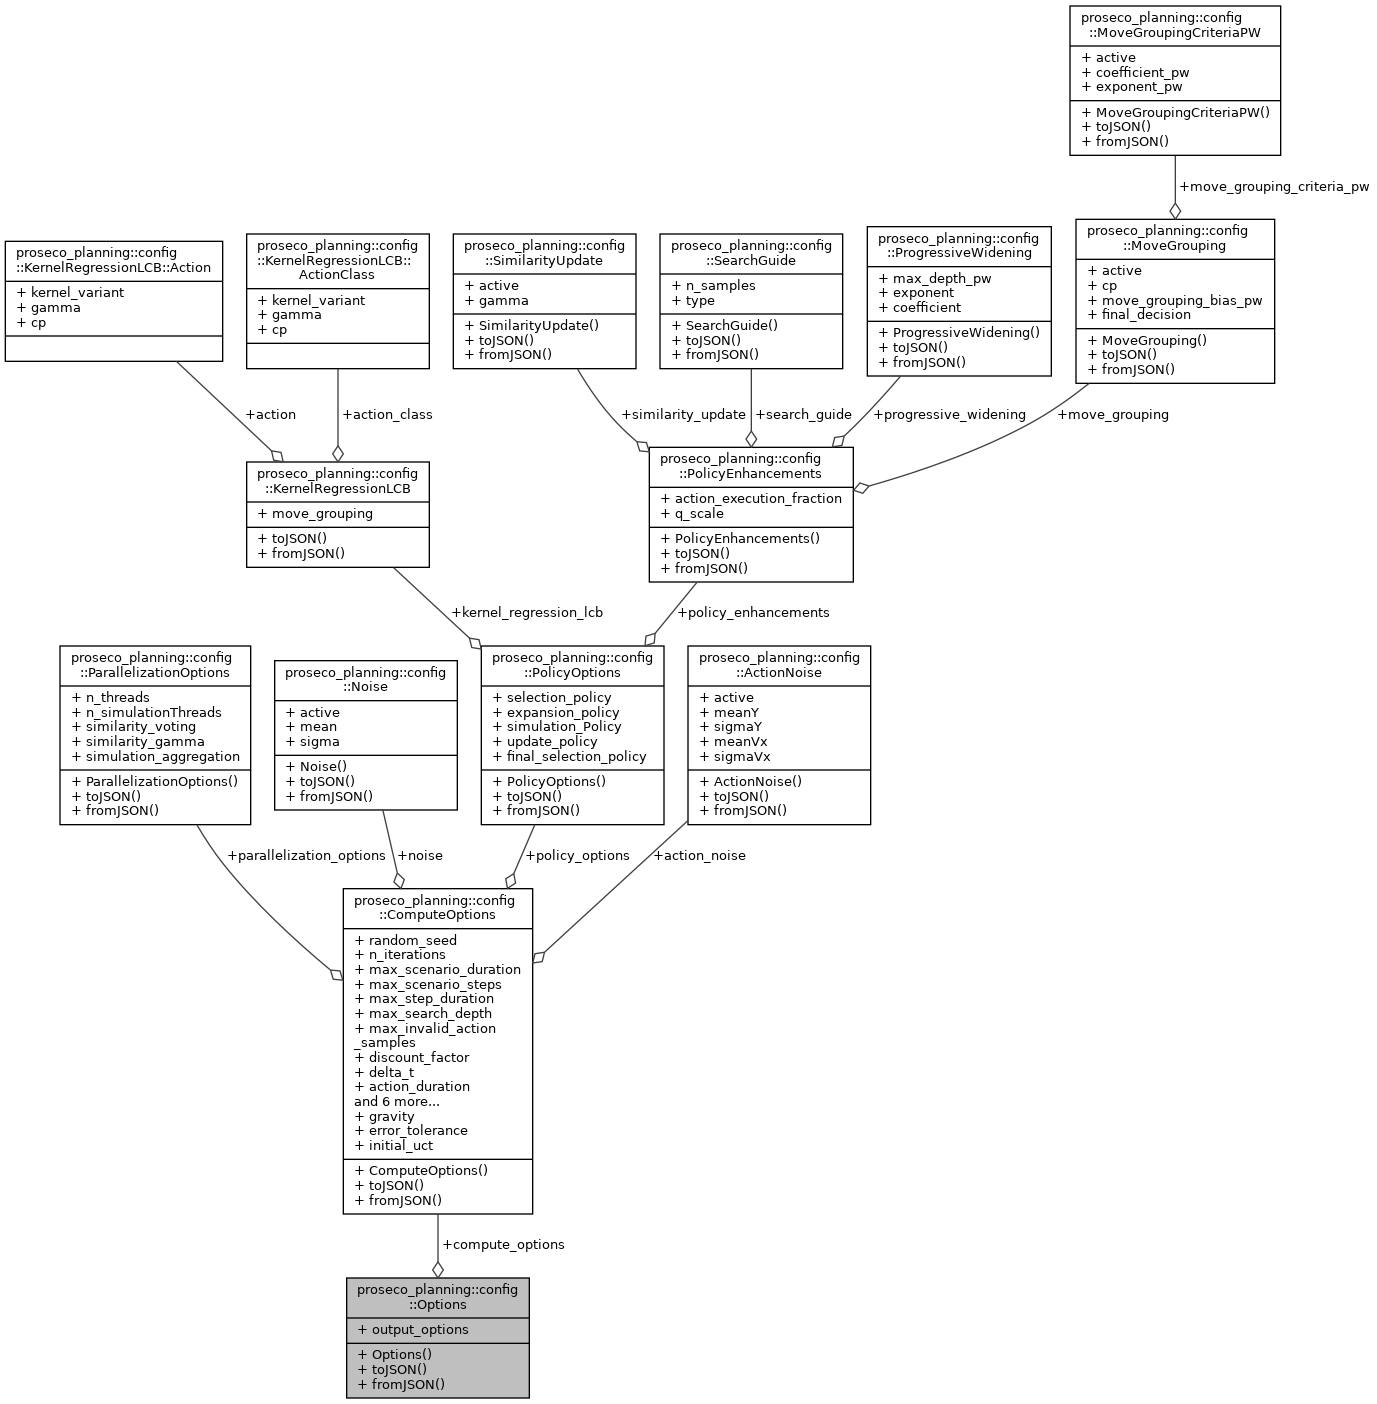 proseco_planning::config
::MoveGroupingCriteriaPW
+ active
+ coefficient_pw
+ exponent_pw
+ MoveGroupingCriteriaPW()
+ toJSON()
+ fromJSON()
+move_grouping_criteria_pw
proseco_planning::config
::KernelRegressionLCB::Action
+ kernel_variant
+ gamma
+ cp
proseco_planning::config
::KernelRegressionLCB::
ActionClass
+ kernel_variant
+ gamma
+ cp
proseco_planning::config
::SimilarityUpdate
+ active
+ gamma
+ SimilarityUpdate()
+ toJSON()
+ fromJSON()
proseco_planning::config
::SearchGuide
+ n_samples
+ type
+ SearchGuide()
+ toJSON()
+ fromJSON()
proseco_planning::config
::ProgressiveWidening
+ max_depth_pw
+ exponent
+ coefficient
+ ProgressiveWidening()
+ toJSON()
+ fromJSON()
proseco_planning::config
::MoveGrouping
+ active
+ cp
+ move_grouping_bias_pw
+ final_decision
+ MoveGrouping()
+ toJSON()
+ fromJSON()
+action
+action_class
+similarity_update
+search_guide
+progressive_widening
+move_grouping
proseco_planning::config
::KernelRegressionLCB
+ move_grouping
+ toJSON()
+ fromJSON()
proseco_planning::config
::PolicyEnhancements
+ action_execution_fraction
+ q_scale
+ PolicyEnhancements()
+ toJSON()
+ fromJSON()
+kernel_regression_lcb
+policy_enhancements
proseco_planning::config
::ParallelizationOptions
+ n_threads
+ n_simulationThreads
+ similarity_voting
+ similarity_gamma
+ simulation_aggregation
+ ParallelizationOptions()
+ toJSON()
+ fromJSON()
proseco_planning::config
::Noise
+ active
+ mean
+ sigma
+ Noise()
+ toJSON()
+ fromJSON()
proseco_planning::config
::PolicyOptions
+ selection_policy
+ expansion_policy
+ simulation_Policy
+ update_policy
+ final_selection_policy
+ PolicyOptions()
+ toJSON()
+ fromJSON()
proseco_planning::config
::ActionNoise
+ active
+ meanY
+ sigmaY
+ meanVx
+ sigmaVx
+ ActionNoise()
+ toJSON()
+ fromJSON()
+parallelization_options
+noise
+policy_options
+action_noise
proseco_planning::config
::ComputeOptions
+ random_seed
+ n_iterations
+ max_scenario_duration
+ max_scenario_steps
+ max_step_duration
+ max_search_depth
+ max_invalid_action
_samples
+ discount_factor
+ delta_t
+ action_duration
and 6 more...
+ gravity
+ error_tolerance
+ initial_uct
+ ComputeOptions()
+ toJSON()
+ fromJSON()
+compute_options
proseco_planning::config
::Options
+ output_options
+ Options()
+ toJSON()
+ fromJSON()